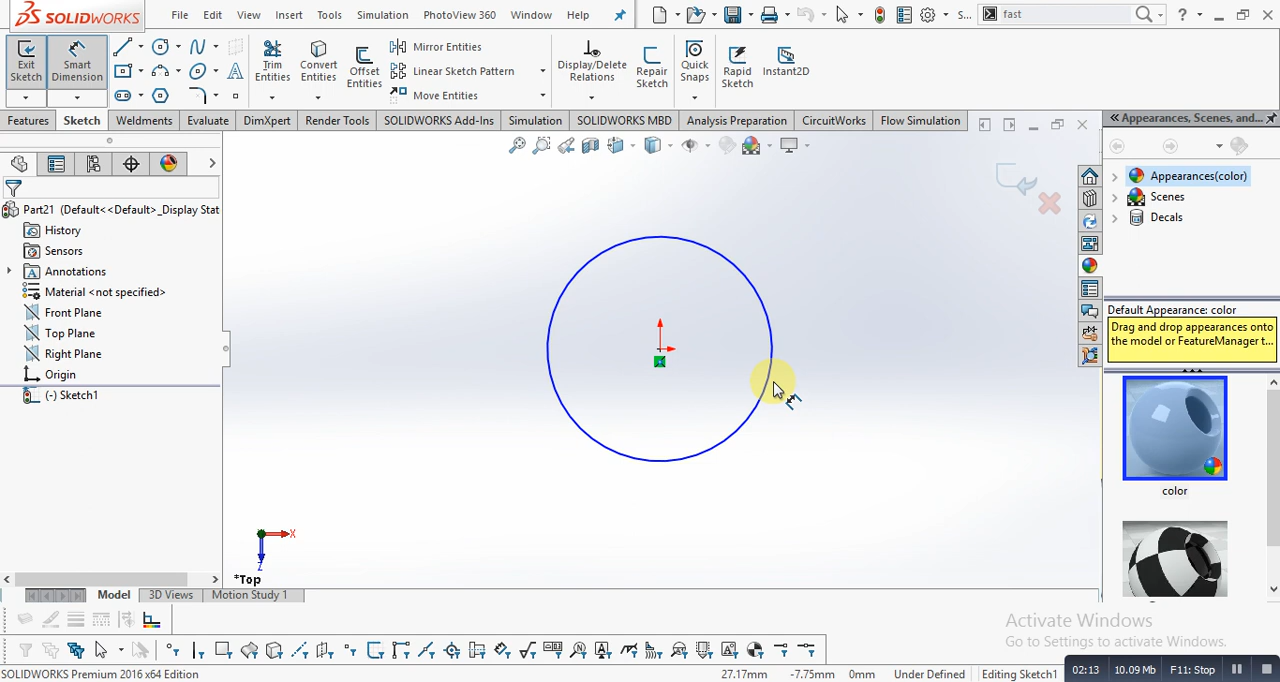 SOLIDWORKS
File Edit View Insert Tools Simulation PhotoView 360 Window Help
S... fast
Exit Sketch
Smart Dimension
Trim Entities
Convert Entities
Offset Entities
Mirror Entities
Linear Sketch Pattern
Move Entities
Display/Delete Relations
Repair Sketch
Quick Snaps
Rapid Sketch
Instant2D
Features Sketch Weldments Evaluate DimXpert Render Tools SOLIDWORKS Add-Ins Simulation SOLIDWORKS MBD Analysis Preparation CircuitWorks Flow Simulation
Appearances, Scenes, and...
Part21 (Default<<Default>_Display Stat
History
Sensors
Annotations
Material <not specified>
Front Plane
Top Plane
Right Plane
Origin
(-) Sketch1
Appearances(color)
Scenes
Decals
Default Appearance: color
Drag and drop appearances onto
the model or FeatureManager t...
color
X
Z
*Top
Model 3D Views Motion Study 1
Activate Windows
Go to Settings to activate Windows.
SOLIDWORKS Premium 2016 x64 Edition
27.17mm -7.75mm 0mm Under Defined Editing Sketch1
02:13 10.09 Mb F11: Stop